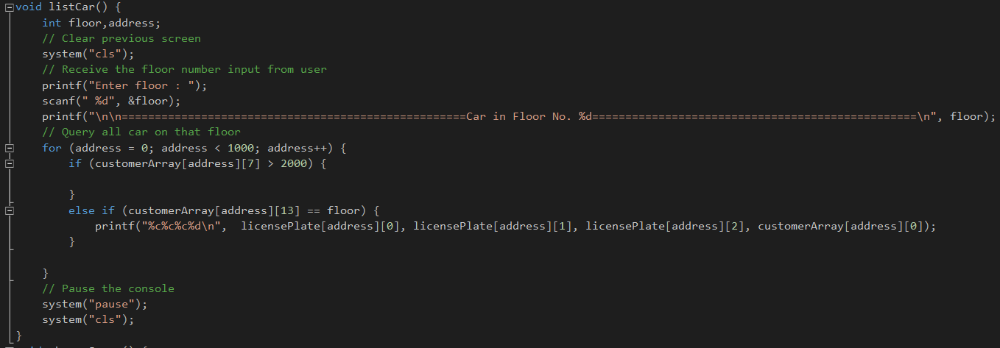 void listCar() {
    int floor,address;
    // Clear previous screen
    system("cls");
    // Receive the floor number input from user
    printf("Enter floor : ");
    scanf(" %d", &floor);
    printf("\n\n====================================================Car in Floor No. %d=================================================\n", floor);
    // Query all car on that floor
    for (address = 0; address < 1000; address++) {
        if (customerArray[address][7] > 2000) {
        }
        else if (customerArray[address][13] == floor) {
            printf("%c%c%c%d\n",  licensePlate[address][0], licensePlate[address][1], licensePlate[address][2], customerArray[address][0]);
        }
    }
    // Pause the console
    system("pause");
    system("cls");
}